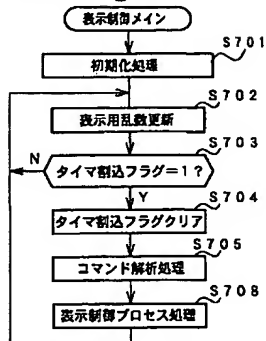 表示制御メイン
S701
初期化処理
S702
表示用乱数更新
S703
N
タイマ割込フラグ=1?
Y
S704
タイマ割込フラグクリア
S705
コマンド解析処理
S708
表示制御プロセス処理